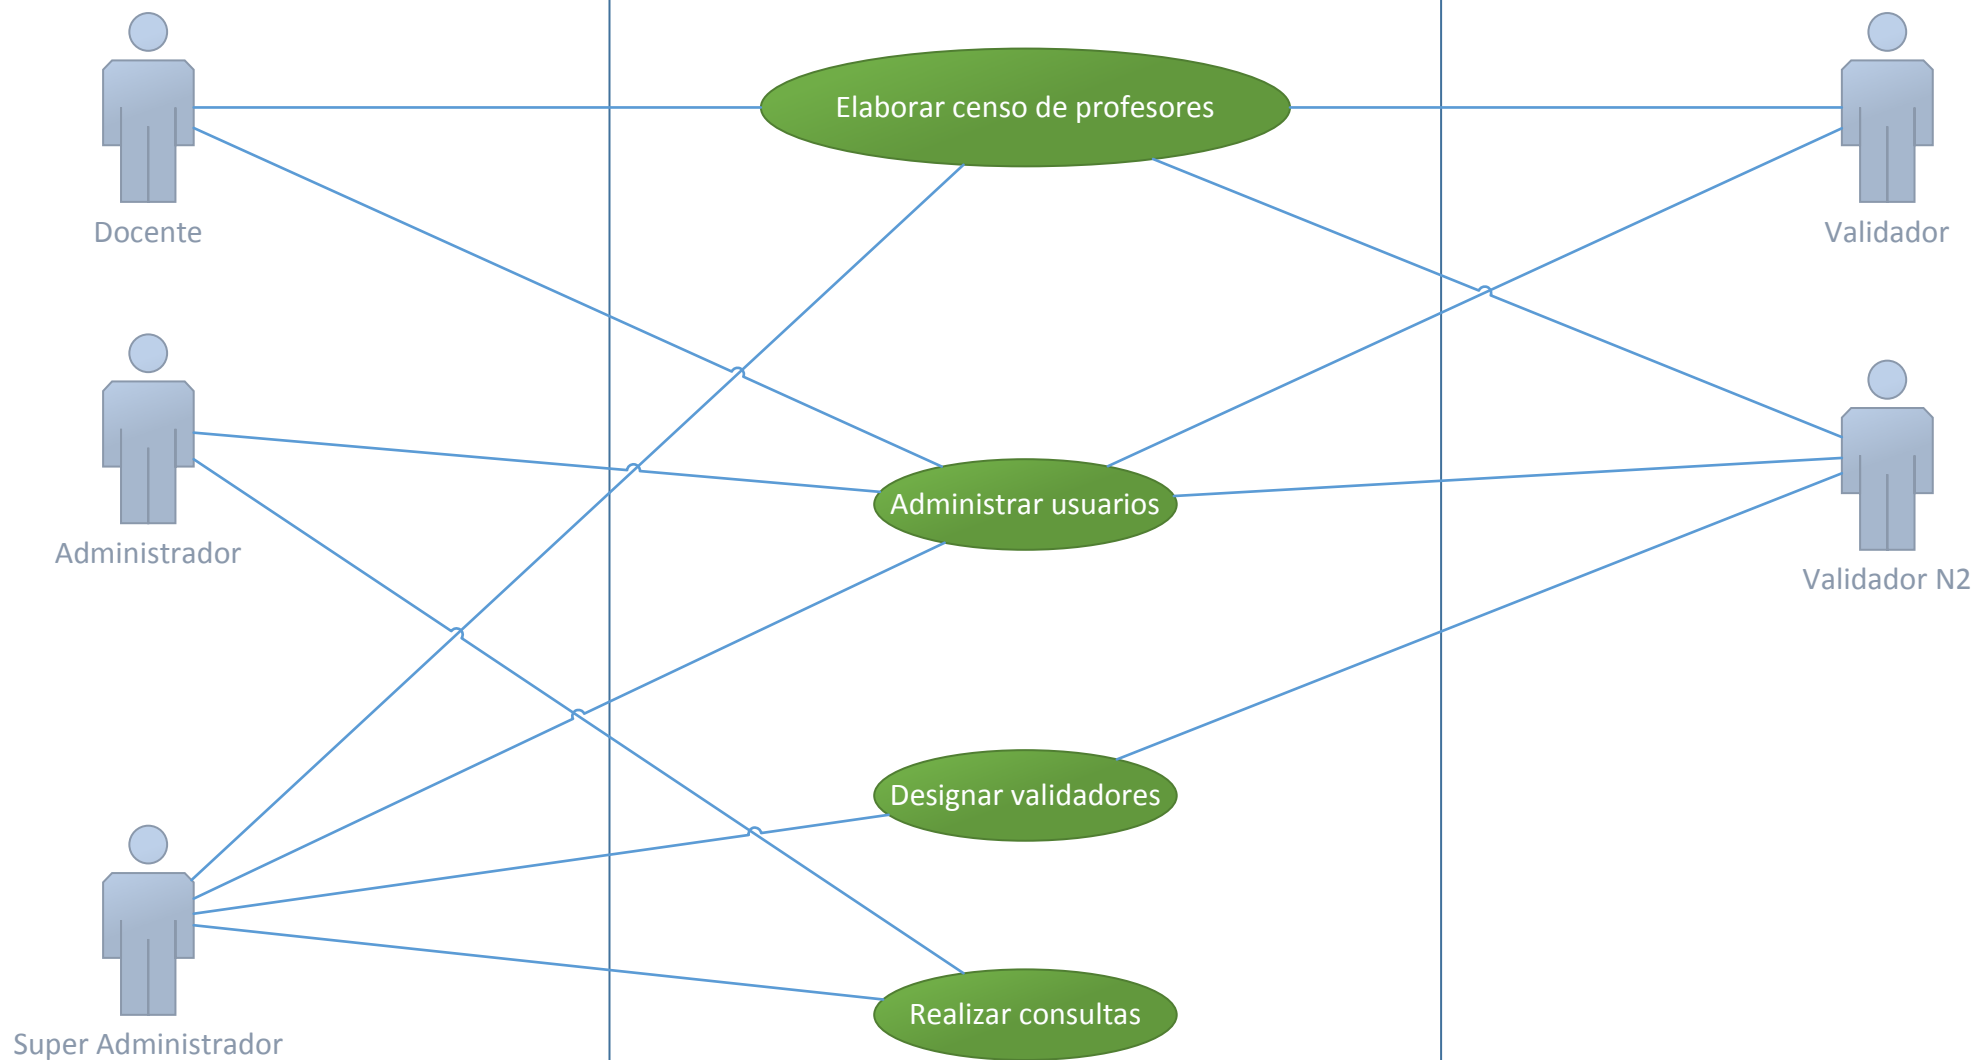 Elaborar censo de profesores
Docente
Validador
Administrador
Administrar usuarios
Validador N2
Designar validadores
Realizar consultas
Super Administrador